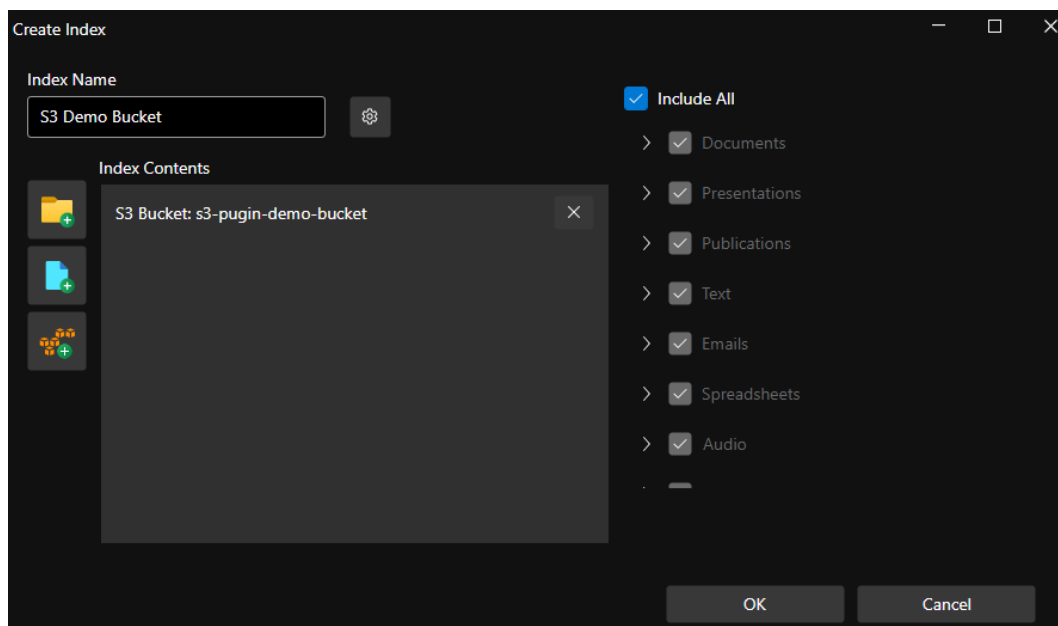 Create Index
Index Name
S3 Demo Bucket
Index Contents
S3 Bucket: s3-pugin-demo-bucket
Include All
Documents
Presentations
Publications
Text
Emails
Spreadsheets
Audio
OK
Cancel